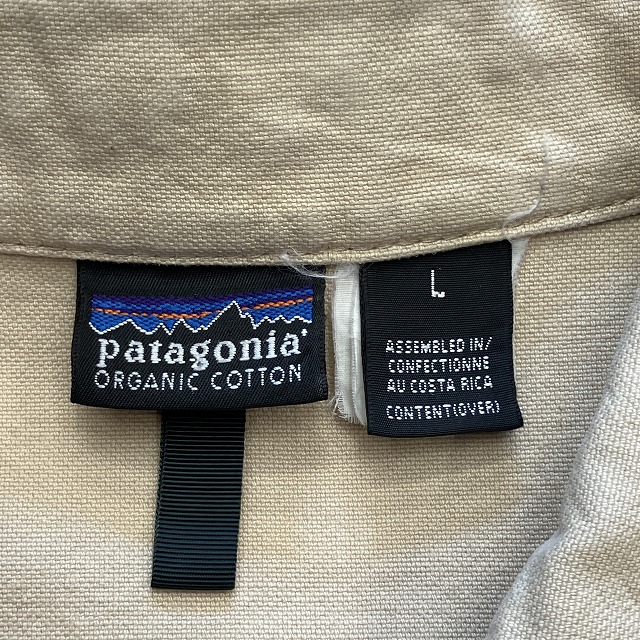 patagonia®
ORGANIC COTTON
L
ASSEMBLED IN/
CONFECTIONNE
AU COSTA RICA
CONTENT(OVER)